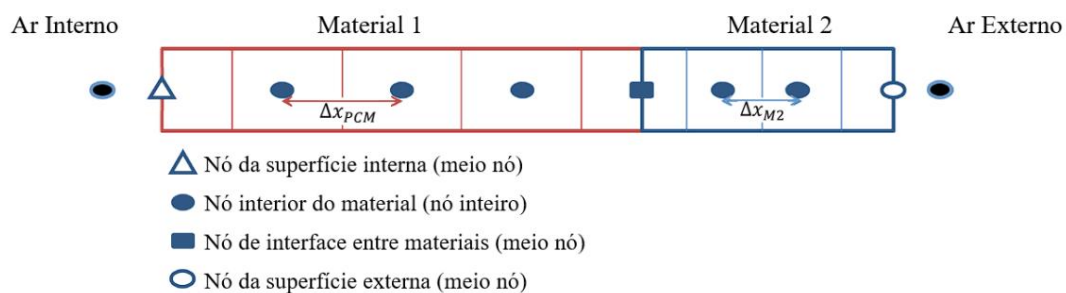 Ar Interno Material 1 Material 2 Ar Externo
Δx_PCM Δx_M2
Nó da superfície interna (meio nó)
Nó interior do material (nó inteiro)
Nó de interface entre materiais (meio nó)
Nó da superfície externa (meio nó)